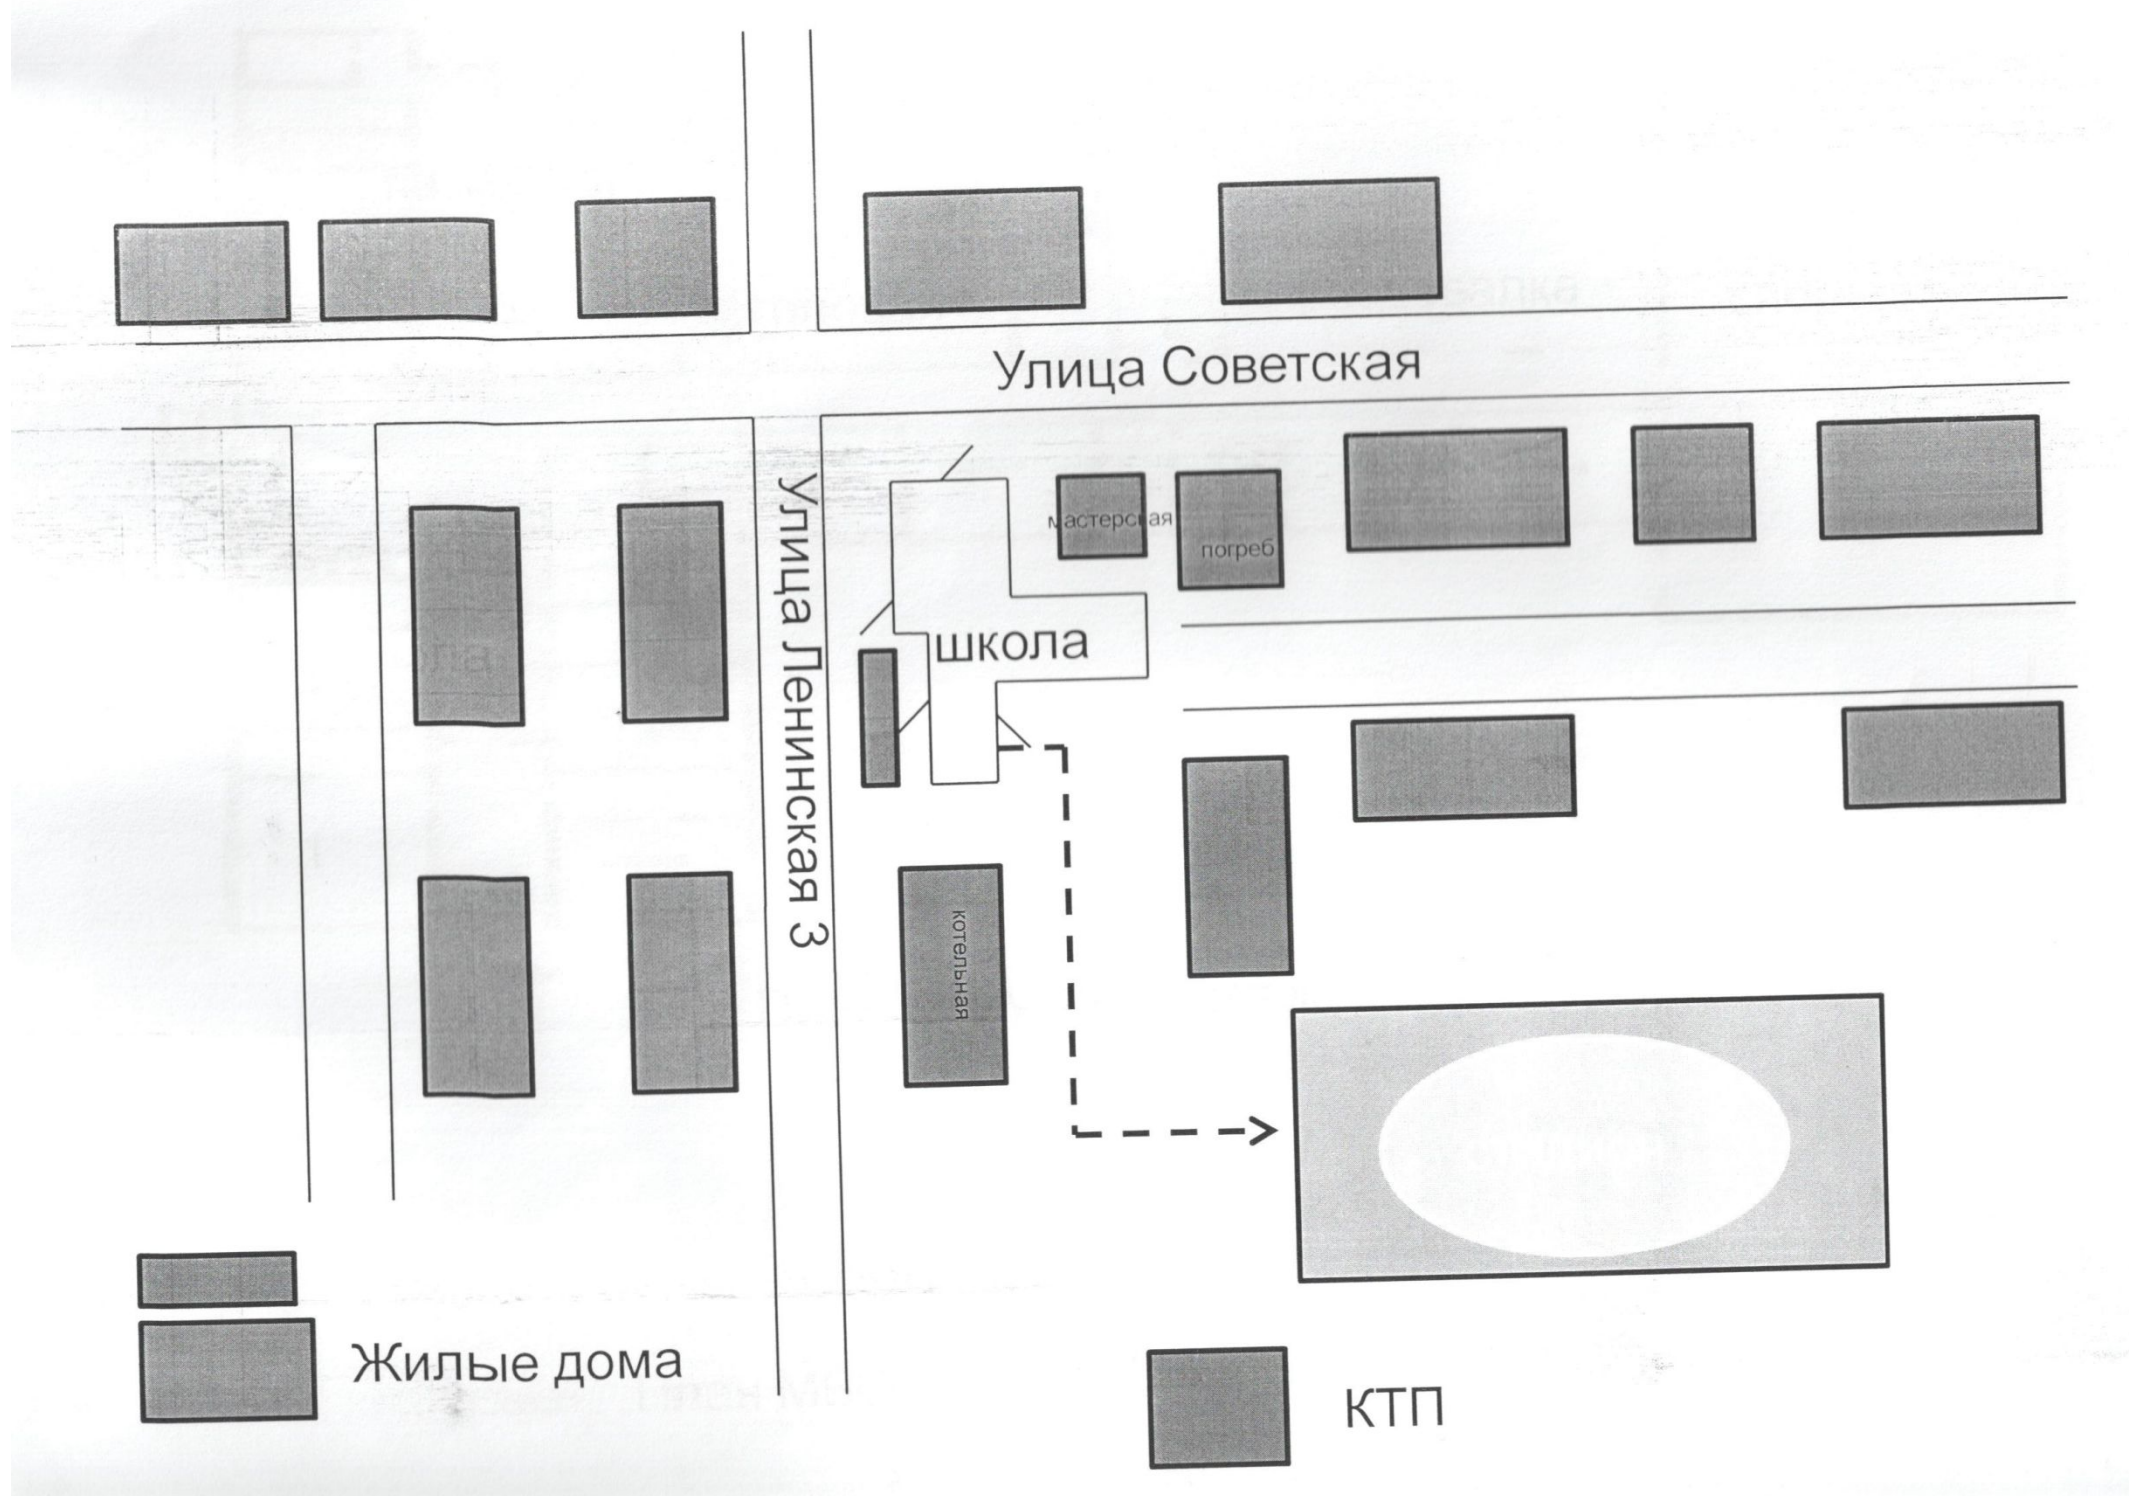 Улица Советская
мастерская
погреб
Улица Ленинская 3
школа
котельная
Жилые дома
КТП